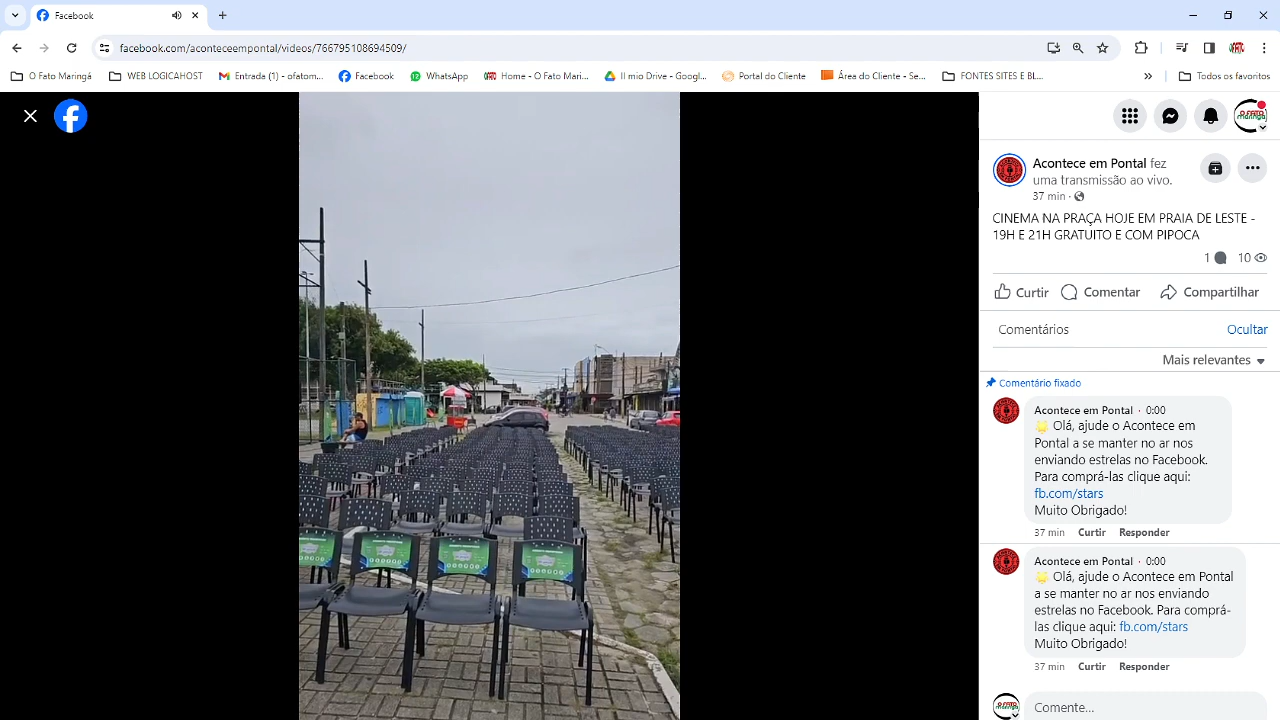 Facebook
facebook.com/aconteceempontal/videos/766795108694509/
O Fato Maringá
WEB LOGICAHOST
Entrada (1) - ofatom...
Facebook
WhatsApp
Home - O Fato Mari...
Il mio Drive - Googl...
Portal do Cliente
Área do Cliente - Se...
FONTES SITES E BL...
»
Todos os favoritos
Acontece em Pontal fez
uma transmissão ao vivo.
37 min ·
CINEMA NA PRAÇA HOJE EM PRAIA DE LESTE -
19H E 21H GRATUITO E COM PIPOCA
1 10
Curtir Comentar Compartilhar
Comentários Ocultar
Mais relevantes
Comentário fixado
Acontece em Pontal · 0:00
Olá, ajude o Acontece em
Pontal a se manter no ar nos
enviando estrelas no Facebook.
Para comprá-las clique aqui:
fb.com/stars
Muito Obrigado!
37 min Curtir Responder
Acontece em Pontal · 0:00
Olá, ajude o Acontece em Pontal
a se manter no ar nos enviando
estrelas no Facebook. Para comprá-
las clique aqui: fb.com/stars
Muito Obrigado!
37 min Curtir Responder
Comente...